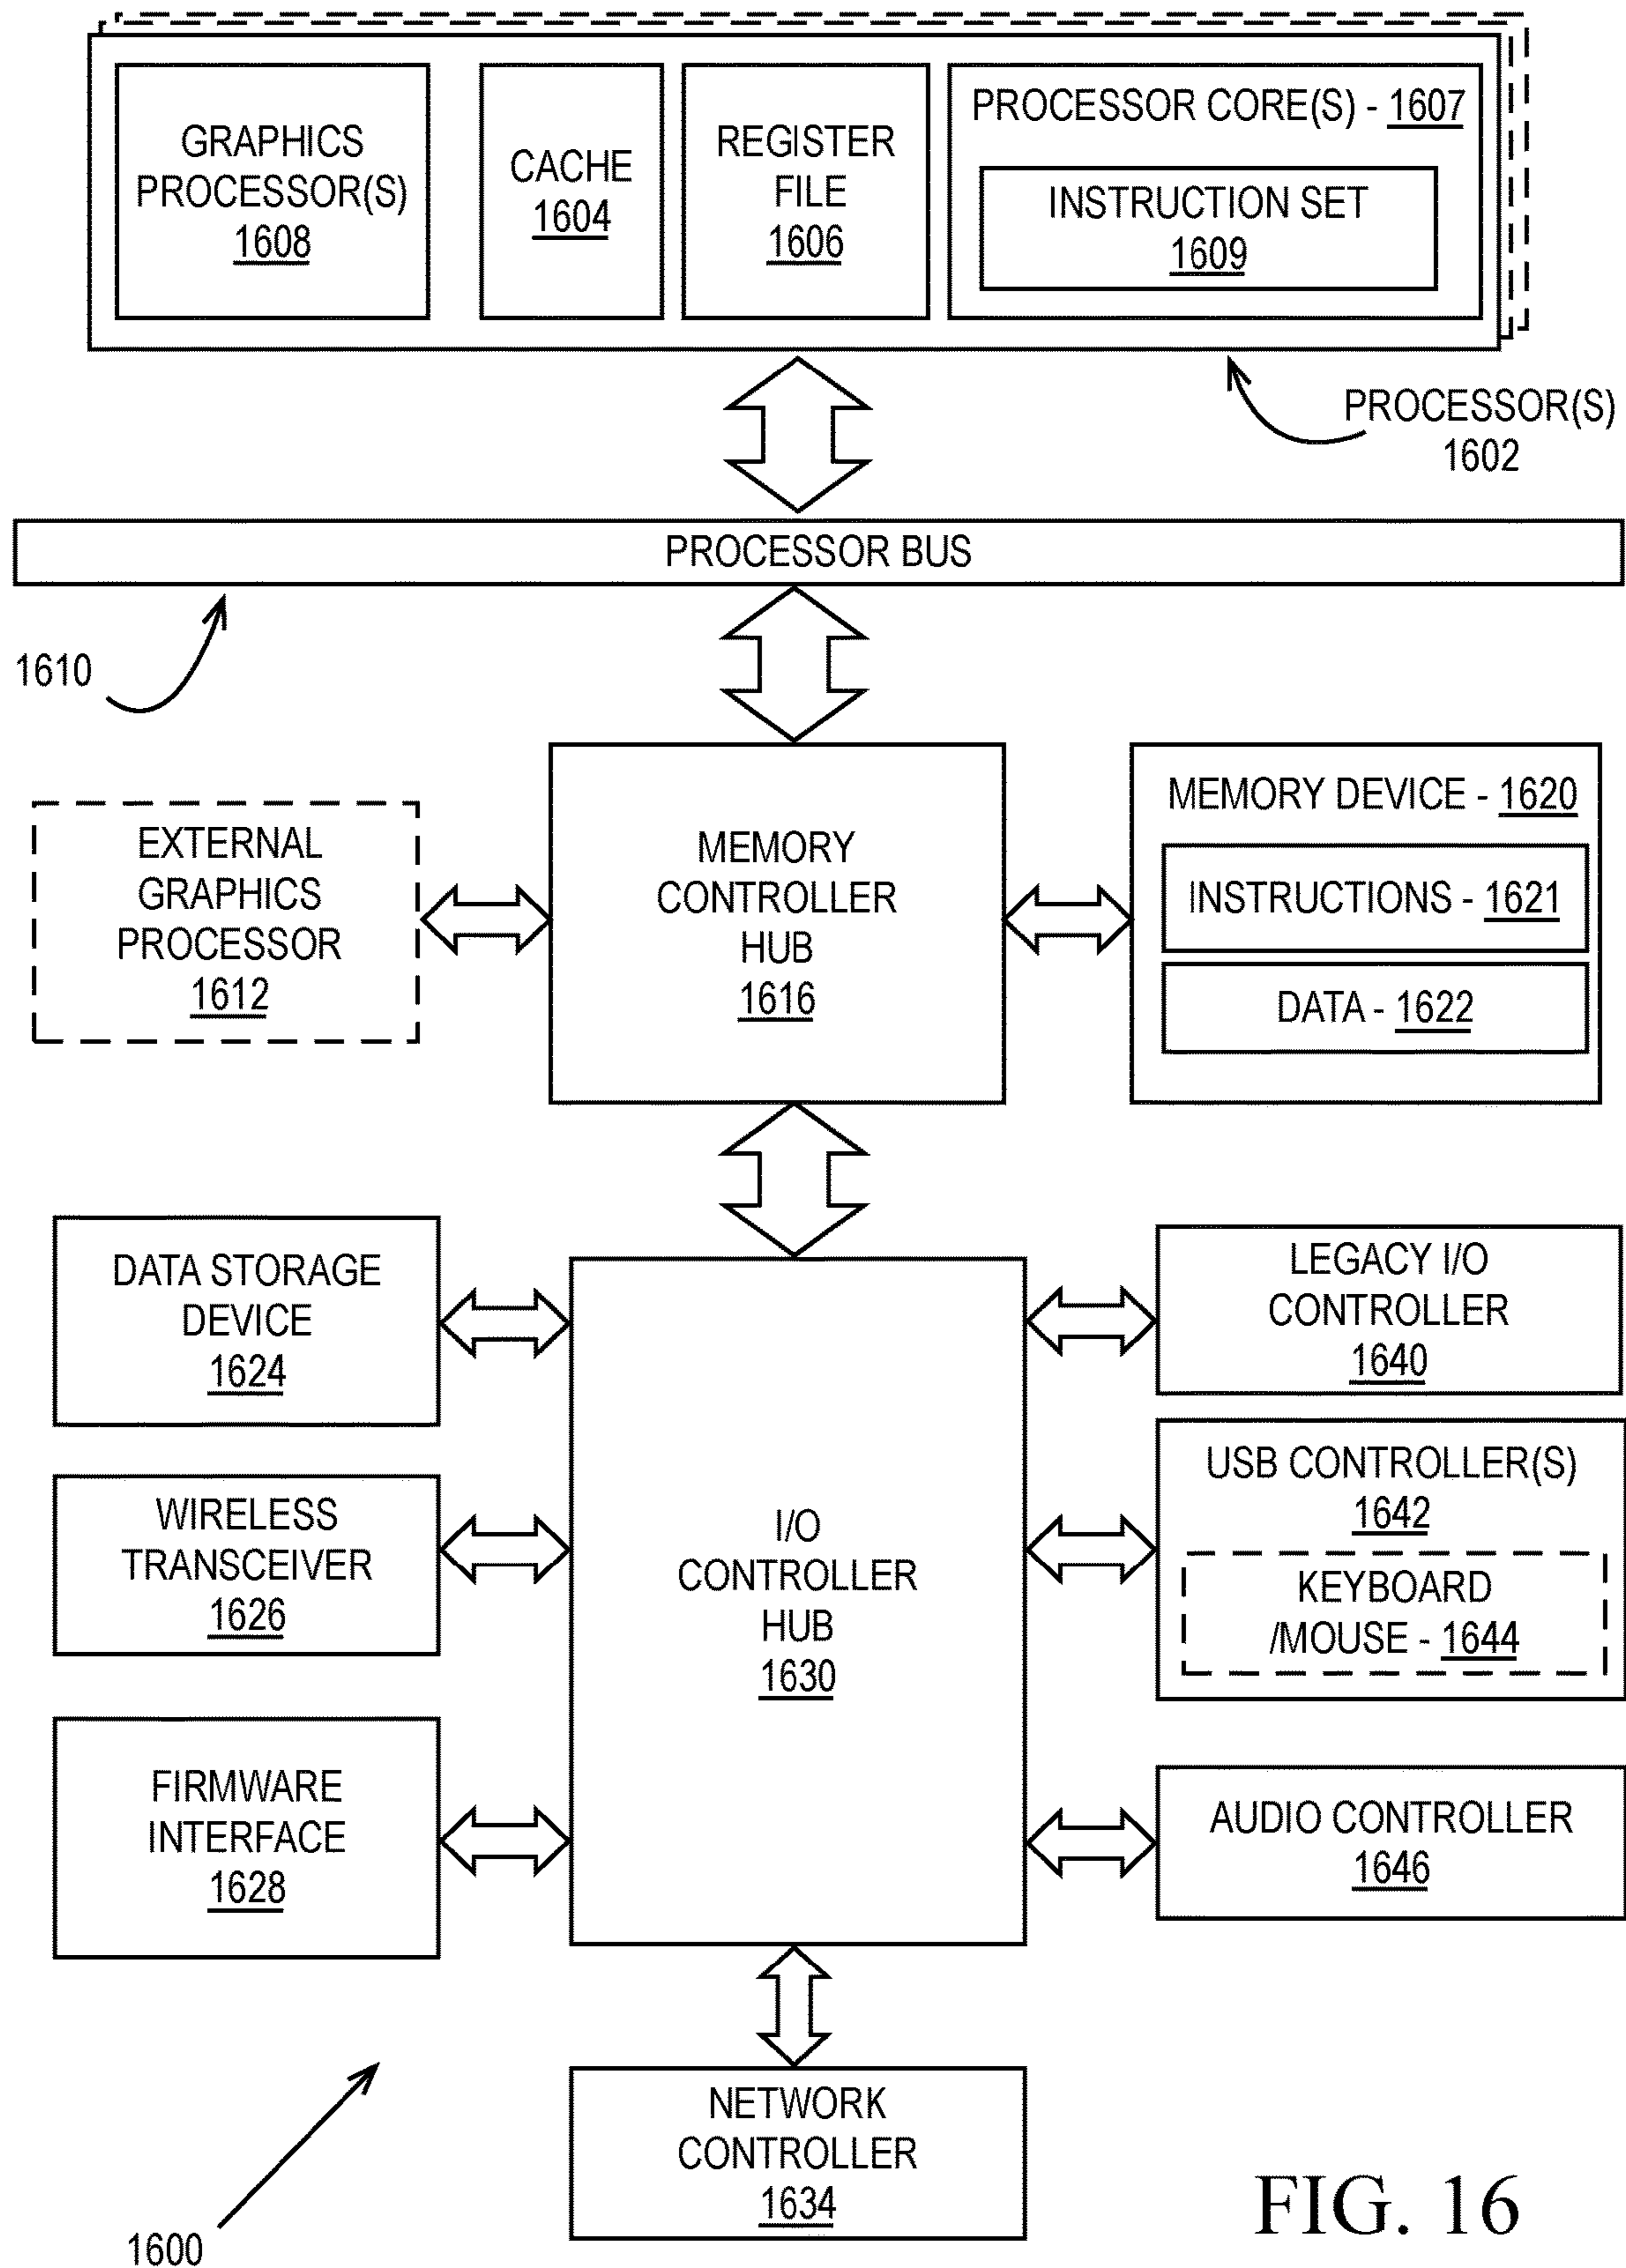 GRAPHICS
PROCESSOR(S)
1608
CACHE
1604
REGISTER
FILE
1606
PROCESSOR CORE(S) - 1607
INSTRUCTION SET
1609
PROCESSOR(S)
1602
PROCESSOR BUS
1610
EXTERNAL
GRAPHICS
PROCESSOR
1612
MEMORY
CONTROLLER
HUB
1616
MEMORY DEVICE - 1620
INSTRUCTIONS - 1621
DATA - 1622
DATA STORAGE
DEVICE
1624
WIRELESS
TRANSCEIVER
1626
FIRMWARE
INTERFACE
1628
I/O
CONTROLLER
HUB
1630
LEGACY I/O
CONTROLLER
1640
USB CONTROLLER(S)
1642
KEYBOARD
/MOUSE - 1644
AUDIO CONTROLLER
1646
NETWORK
CONTROLLER
1634
1600
FIG. 16